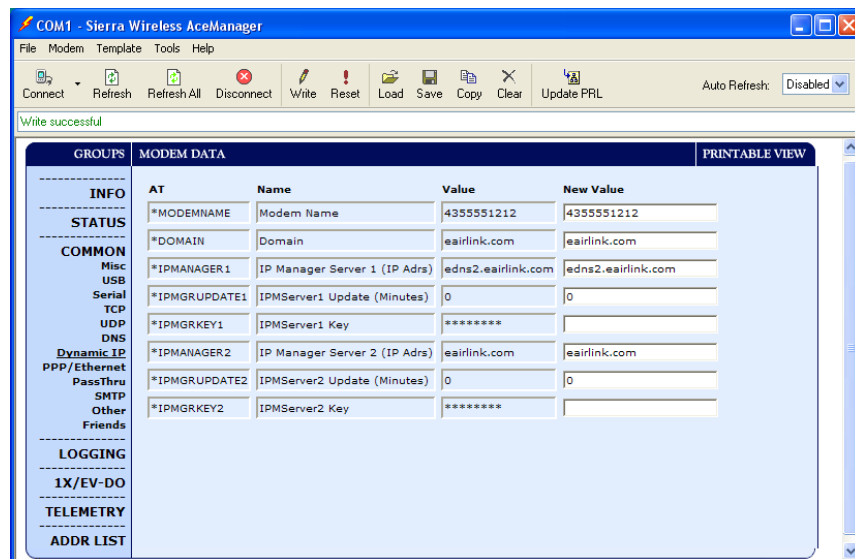 COM1 - Sierra Wireless AceManager
File Modem Template Tools Help
Connect Refresh Refresh All Disconnect Write Reset Load Save Copy Clear Update PRL Auto Refresh: Disabled
Write successful
GROUPS MODEM DATA PRINTABLE VIEW
INFO
STATUS
COMMON
Misc
USB
Serial
TCP
UDP
DNS
Dynamic IP
PPP/Ethernet
PassThru
SMTP
Other
Friends
LOGGING
1X/EV-DO
TELEMETRY
ADDR LIST
AT Name Value New Value
*MODEMNAME Modem Name 4355551212 4355551212
*DOMAIN Domain eairlink.com eairlink.com
*IPMANAGER1 IP Manager Server 1 (IP Adrs) edns2.eairlink.com edns2.eairlink.com
*IPMGRUPDATE1 IPMServer1 Update (Minutes) 0 0
*IPMGRKEY1 IPMServer1 Key ********
*IPMANAGER2 IP Manager Server 2 (IP Adrs) eairlink.com eairlink.com
*IPMGRUPDATE2 IPMServer2 Update (Minutes) 0 0
*IPMGRKEY2 IPMServer2 Key ********